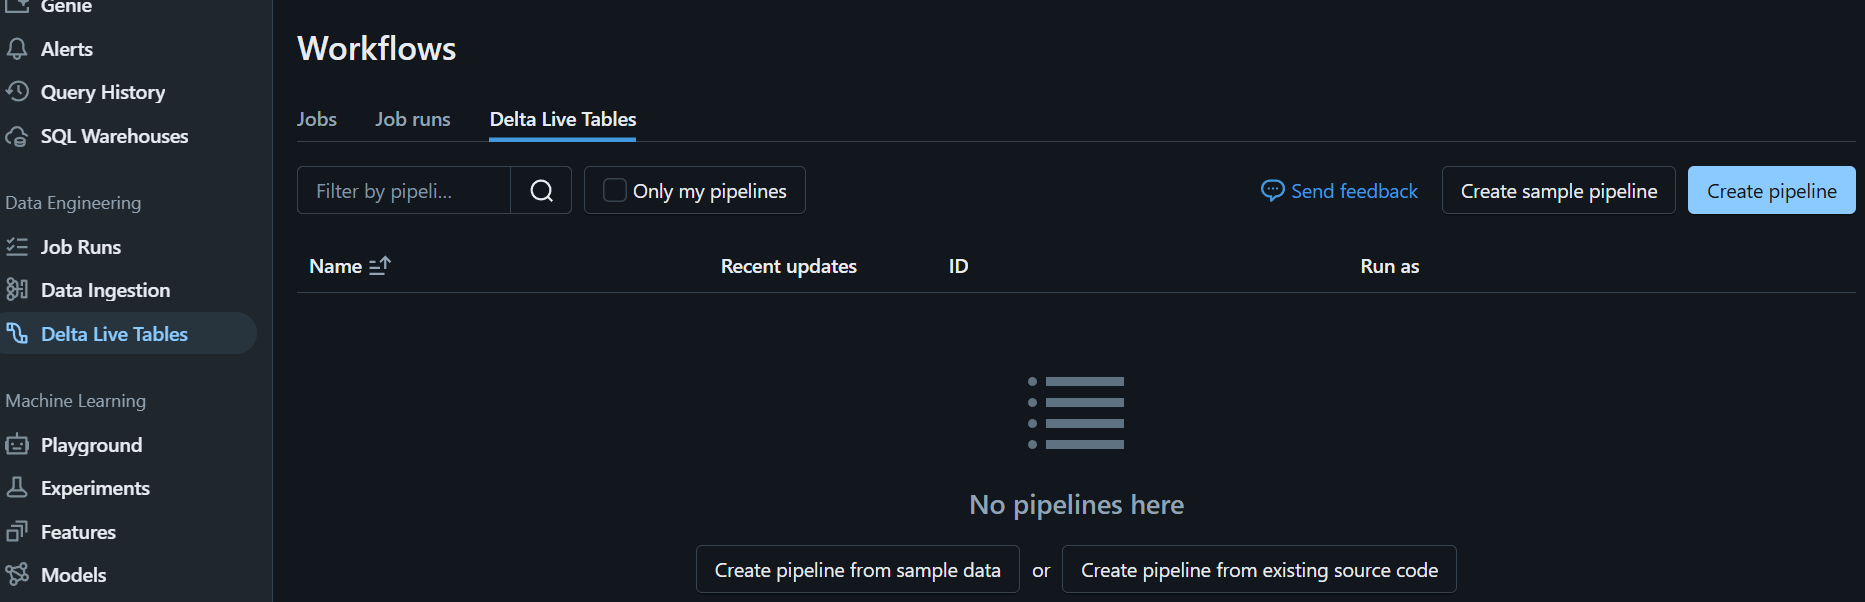 Genie
Alerts
Query History
SQL Warehouses
Data Engineering
Job Runs
Data Ingestion
Delta Live Tables
Machine Learning
Playground
Experiments
Features
Models
Workflows
Jobs Job runs Delta Live Tables
Filter by pipeli... Only my pipelines Send feedback Create sample pipeline Create pipeline
Name Recent updates ID Run as
No pipelines here
Create pipeline from sample data or Create pipeline from existing source code